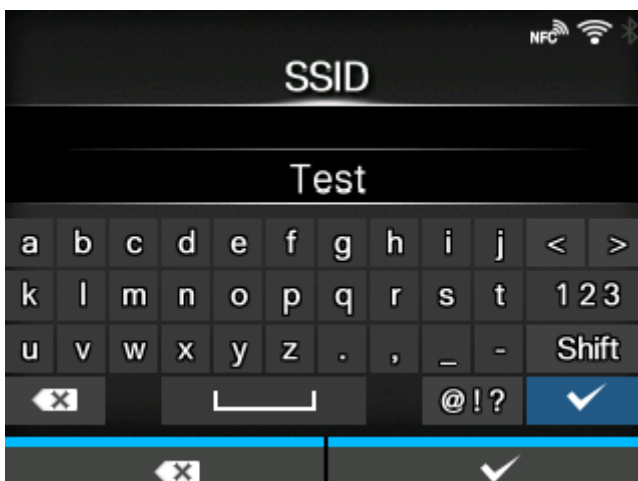 NFC
SSID
Test
a b c d e f g h i j < >
k l m n o p q r s t 123
u v w x y z . , _ - Shift
@!?